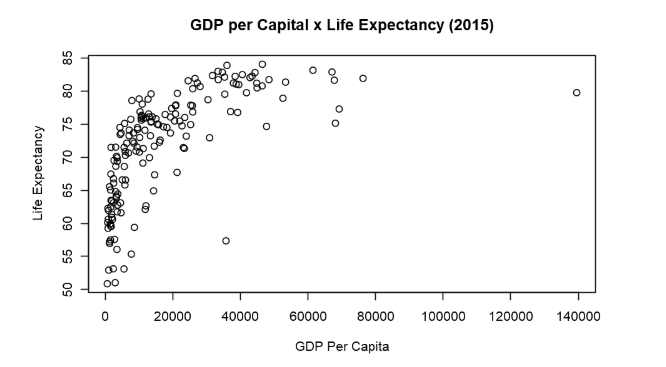 GDP per Capital x Life Expectancy (2015)
85
80
75
70
65
60
55
50
Life Expectancy
0 20000 40000 60000 80000 100000 120000 140000
GDP Per Capita